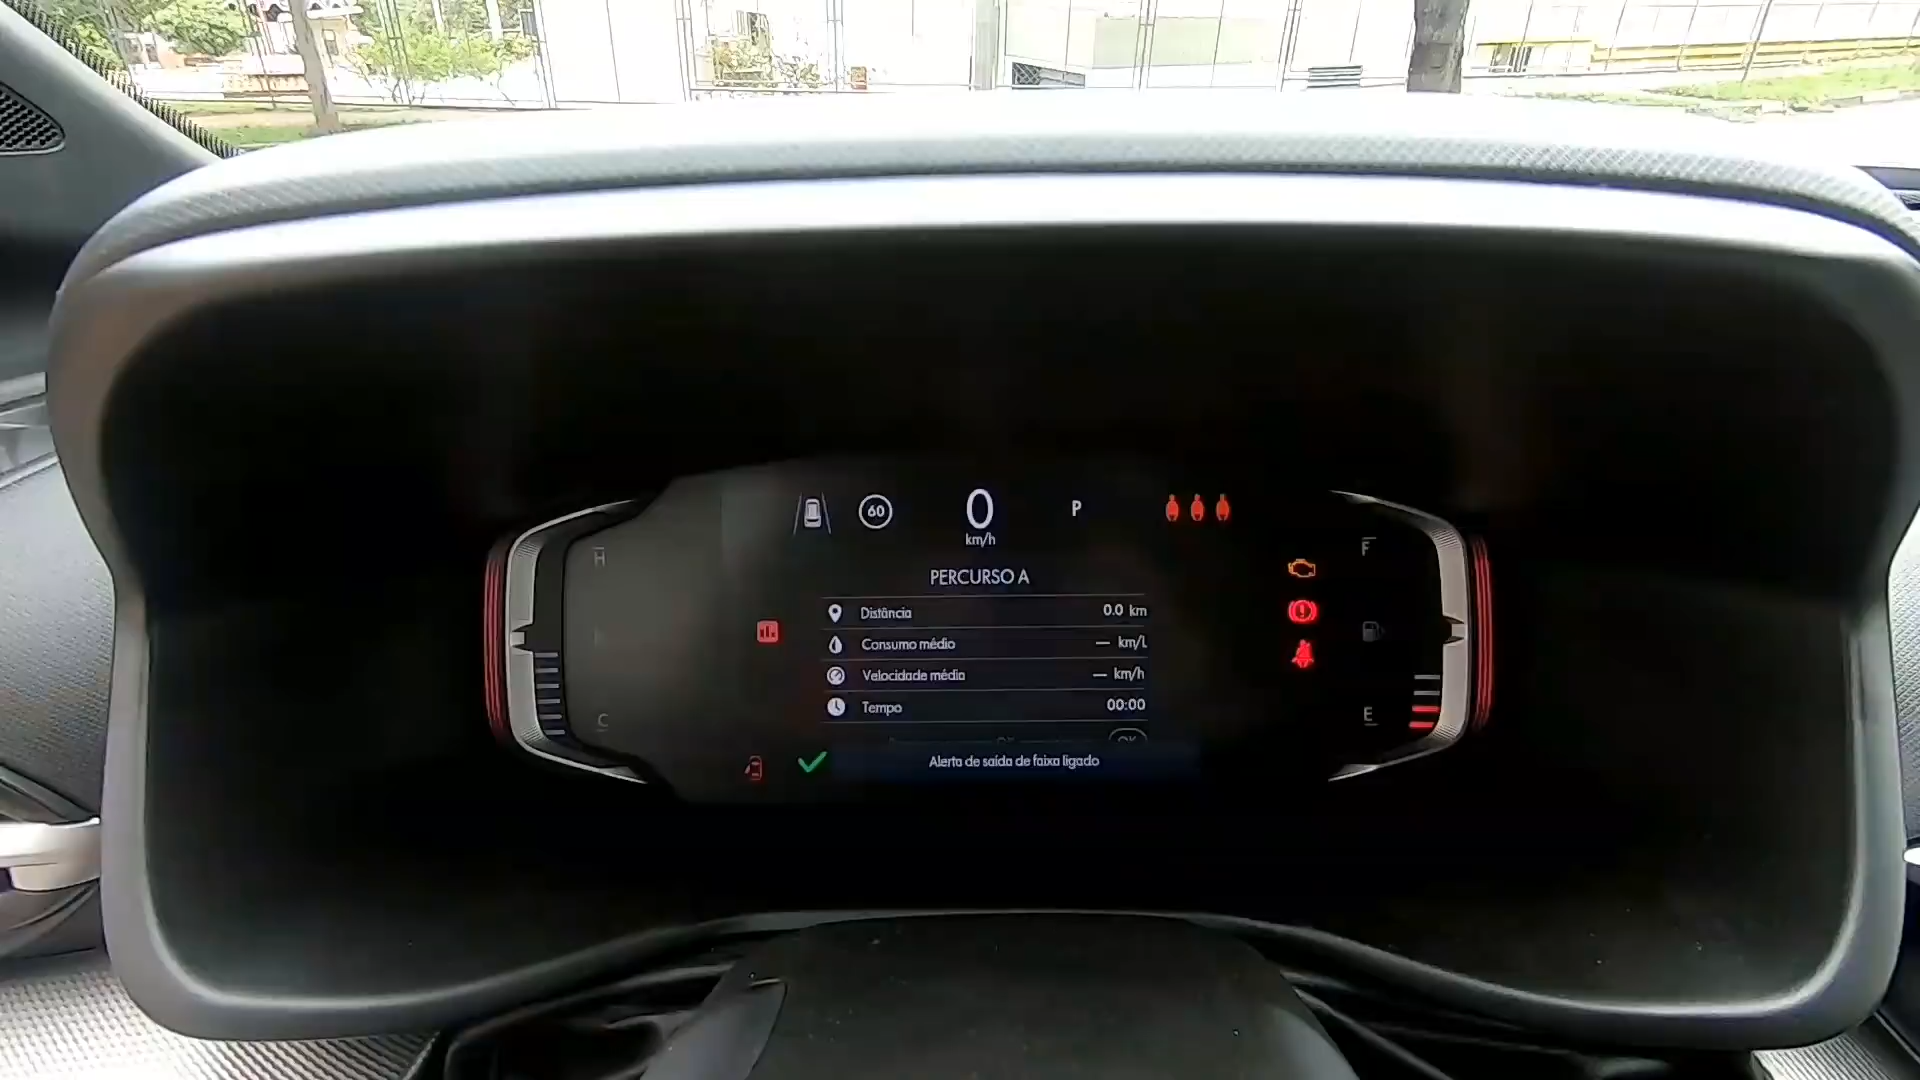 60
0
km/h
P
H
F
PERCURSO A
Distância 0.0 km
Consumo médio — km/L
Velocidade média — km/h
Tempo 00:00
C
E
OK
Alerta de saída de faixa ligado